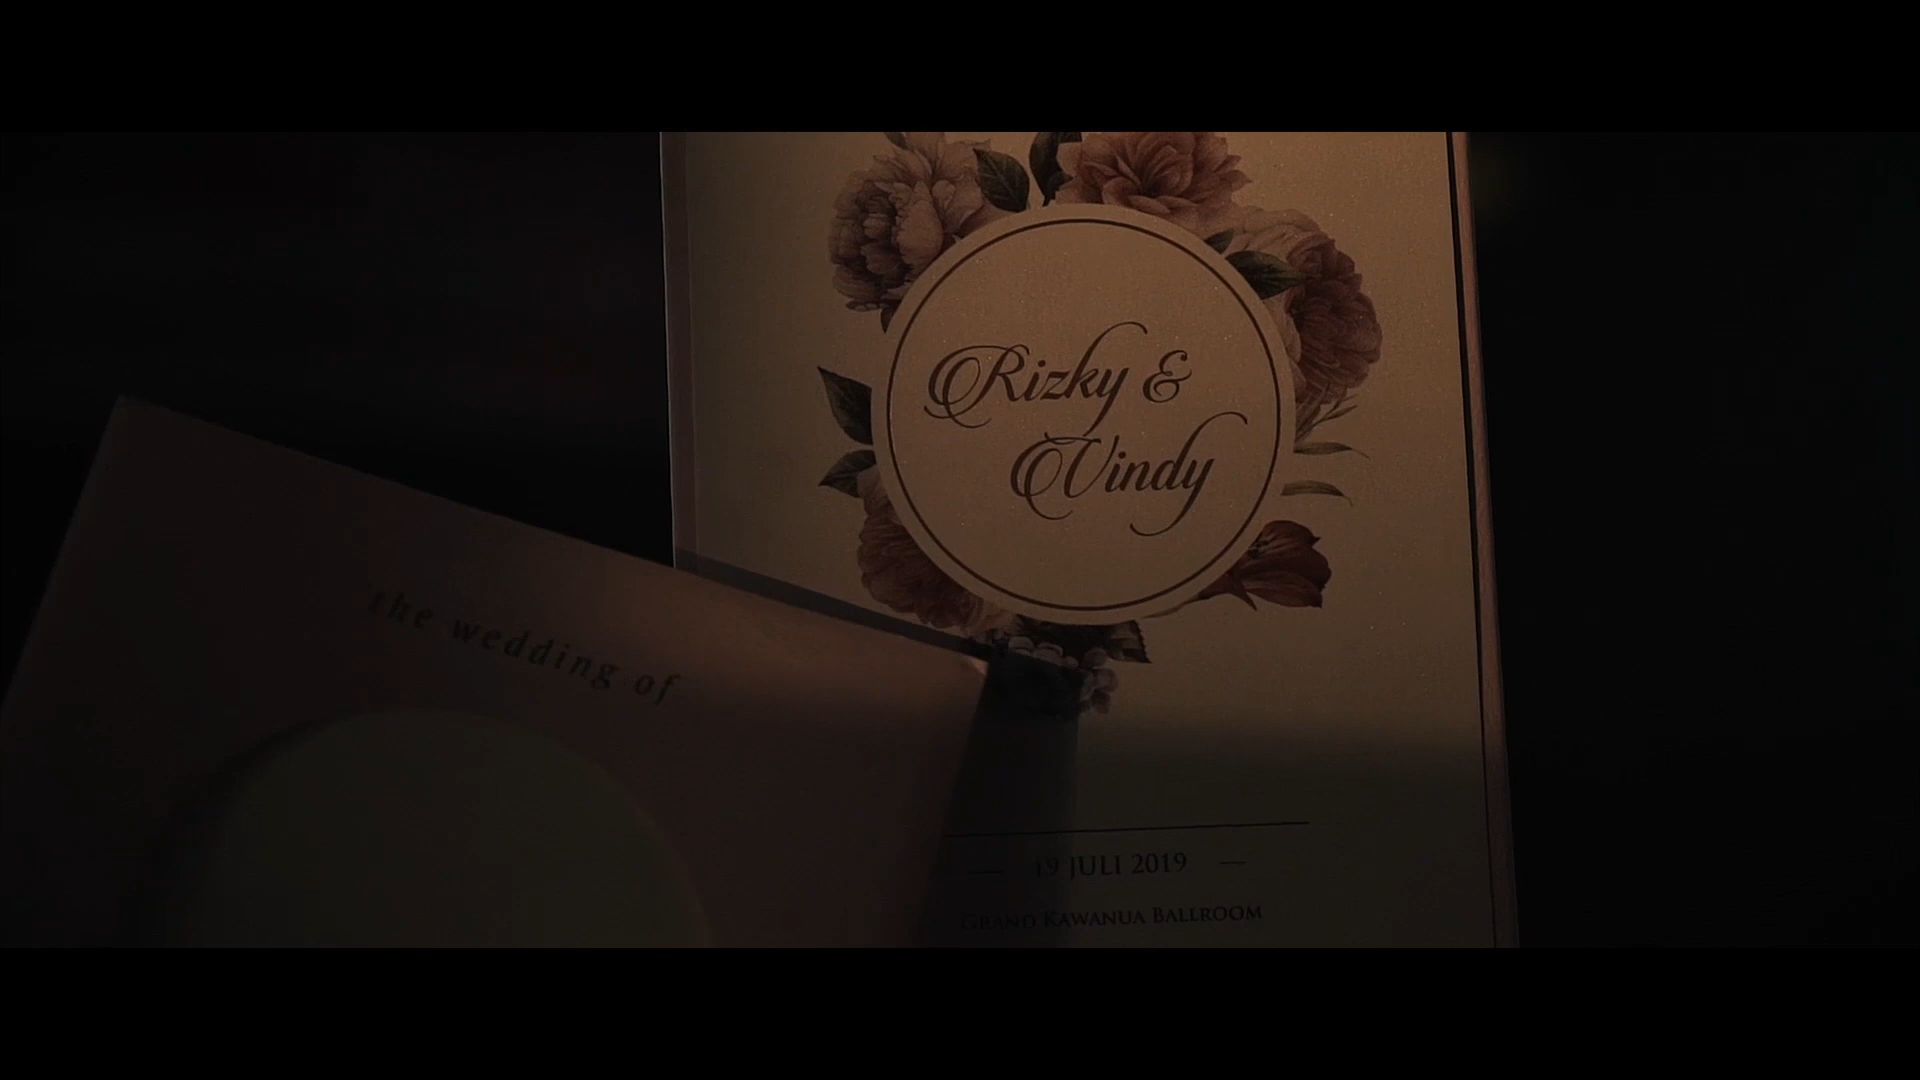 Rizky &
Vindy
the wedding of
19 JULI 2019
GRAND KAWANUA BALLROOM